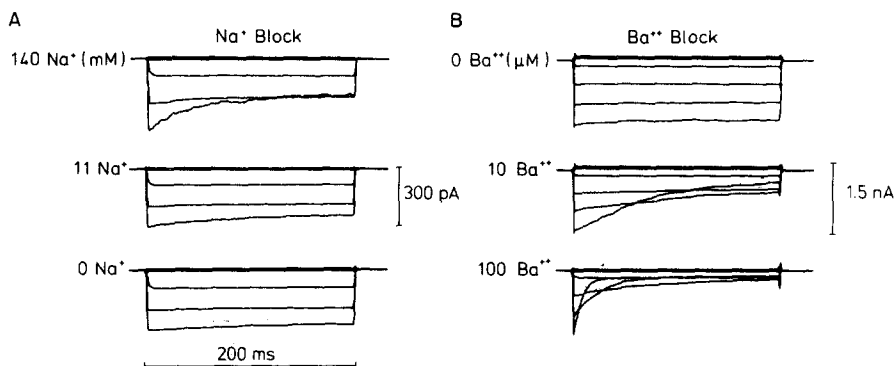 A
Na⁺ Block
140 Na⁺(mM)
11 Na⁺
300 pA
0 Na⁺
200 ms
B
Ba⁺⁺ Block
0 Ba⁺⁺(μM)
10 Ba⁺⁺
1.5 nA
100 Ba⁺⁺